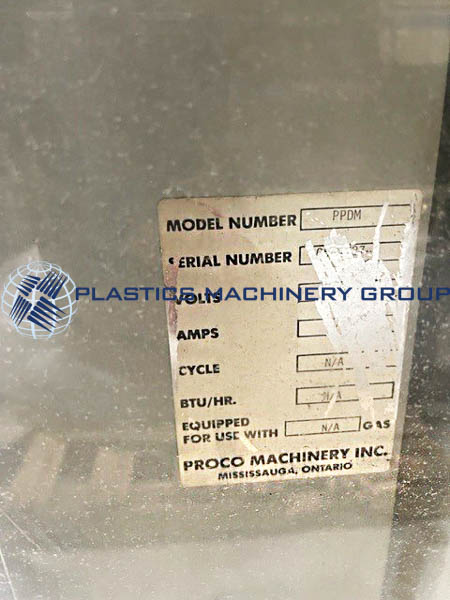 MODEL NUMBER PPDM
SERIAL NUMBER
PLASTICS MACHINERY GROUP
VOLTS
AMPS
CYCLE N/A
BTU/HR. N/A
EQUIPPED
FOR USE WITH N/A GAS
PROCO MACHINERY INC.
MISSISSAUGA, ONTARIO